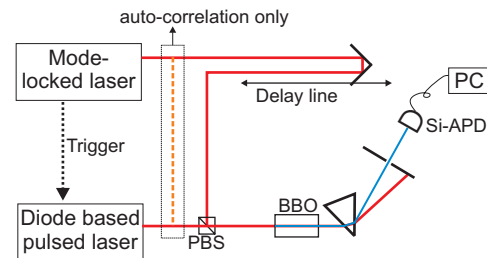 auto-correlation only
Mode-
locked laser
Delay line
PC
Si-APD
Trigger
Diode based
pulsed laser
PBS
BBO